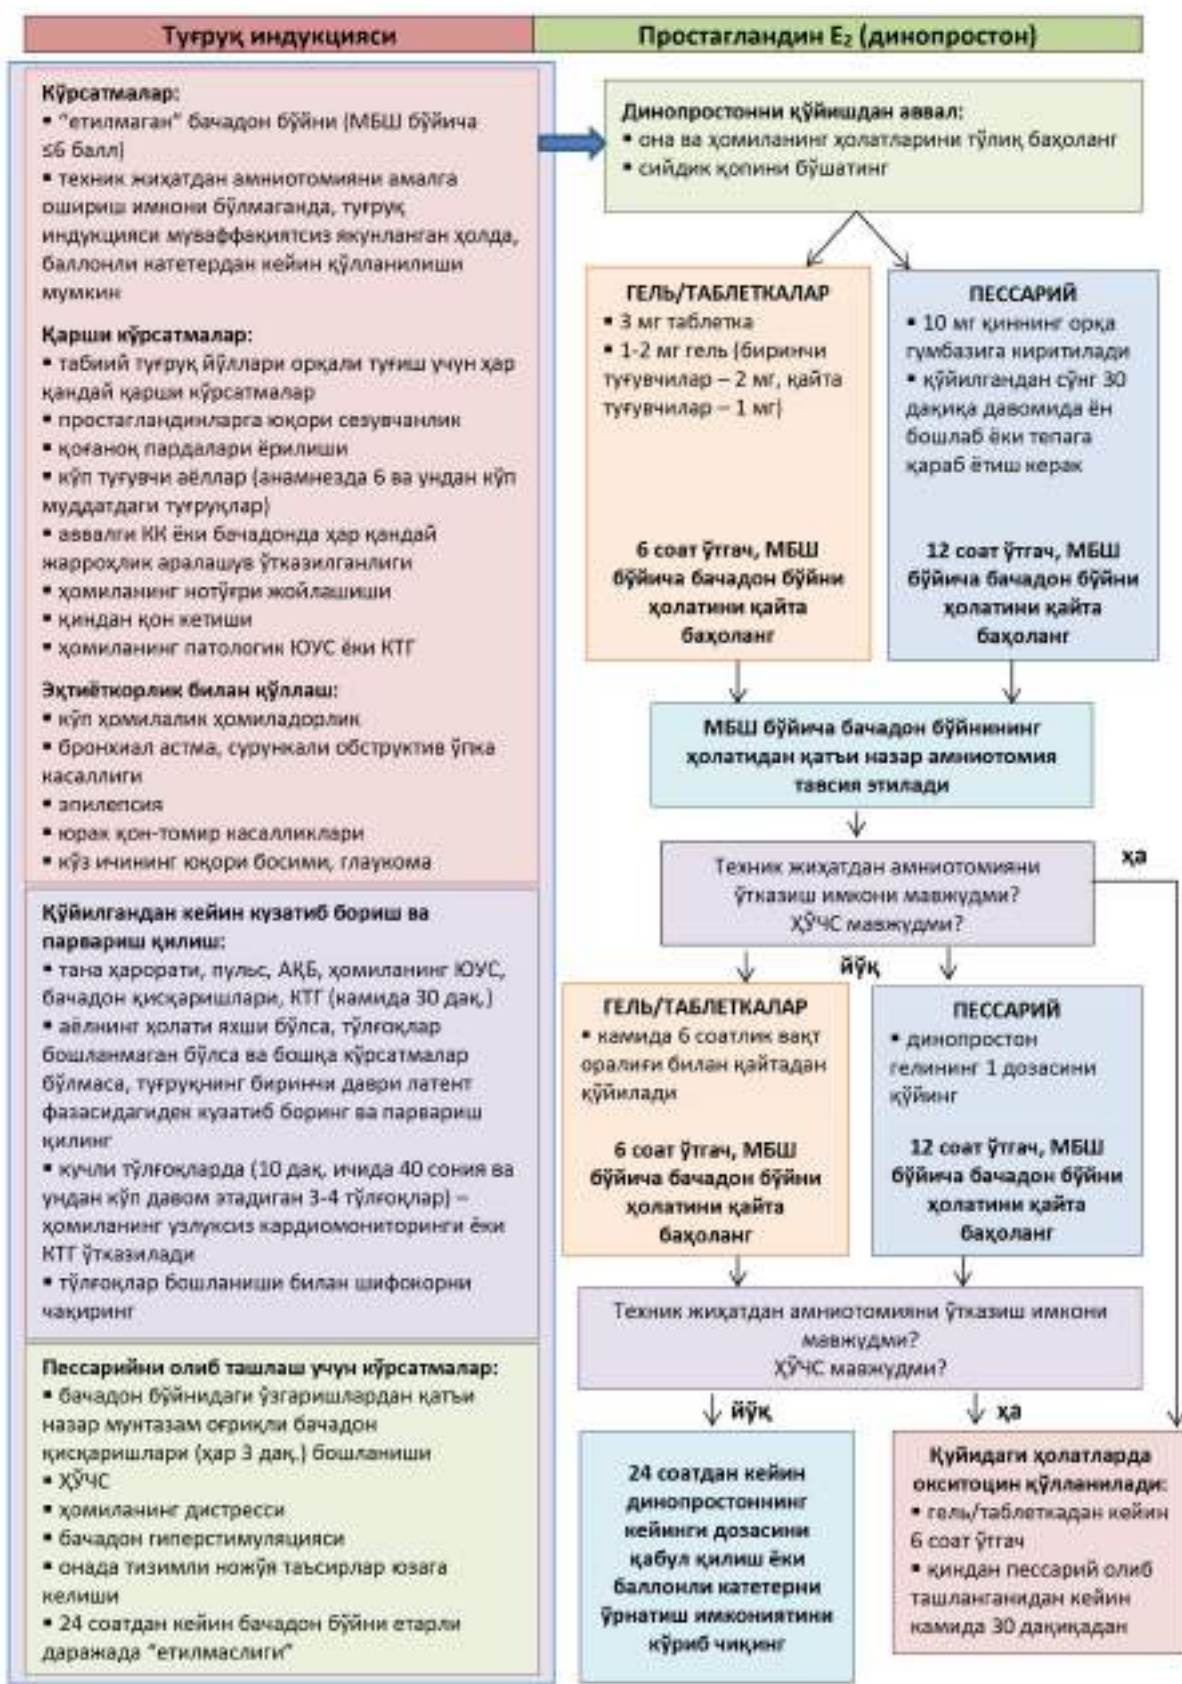 Туғруқ индукцияси
Простагландин E₂ (динопростон)
Кўрсатмалар:
▪ “етилмаган” бачадон бўйни (МБШ бўйича
≤6 балл)
▪ техник жиҳатдан амниотомияни амалга
ошириш имкони бўлмаганда, туғруқ
индукцияси муваффақиятсиз якунланган ҳолда,
баллонли катетердан кейин қўлланилиши
мумкин
Қарши кўрсатмалар:
▪ табиий туғруқ йўллари орқали туғиш учун ҳар
қандай қарши кўрсатмалар
▪ простагландинларга юқори сезувчанлик
▪ қоғаноқ пардалари ёрилиши
▪ кўп туғувчи аёллар (анамнезда 6 ва ундан кўп
муддатдаги туғруқлар)
▪ аввалги КК ёки бачадонда ҳар қандай
жарроҳлик аралашув ўтказилганлиги
▪ ҳомиланинг нотўғри жойлашиши
▪ қиндан қон кетиши
▪ ҳомиланинг патологик ЮУС ёки КТГ
Эҳтиёткорлик билан қўллаш:
▪ кўп ҳомилалик ҳомиладорлик
▪ бронхиал астма, сурункали обструктив ўпка
касаллиги
▪ эпилепсия
▪ юрак қон-томир касалликлари
▪ кўз ичининг юқори босими, глаукома
Қўйилгандан кейин кузатиб бориш ва
парвариш қилиш:
▪ тана ҳарорати, пульс, АҚБ, ҳомиланинг ЮУС,
бачадон қисқаришлари, КТГ (камида 30 дақ.)
▪ аёлнинг ҳолати яхши бўлса, тўлғоқлар
бошланмаган бўлса ва бошқа кўрсатмалар
бўлмаса, туғруқнинг биринчи даври латент
фазасидагидек кузатиб боринг ва парвариш
қилинг
▪ кучли тўлғоқларда (10 дақ. ичида 40 сония ва
ундан кўп давом этадиган 3-4 тўлғоқлар) –
ҳомиланинг узлуксиз кардиомониторинги ёки
КТГ ўтказилади
▪ тўлғоқлар бошланиши билан шифокорни
чақиринг
Пессарийни олиб ташлаш учун кўрсатмалар:
▪ бачадон бўйнидаги ўзгаришлардан қатъи
назар мунтазам оғриқли бачадон
қисқаришлари (ҳар 3 дақ.) бошланиши
▪ ҲЎЧС
▪ ҳомиланинг дистресси
▪ бачадон гиперстимуляцияси
▪ онада тизимли ножўя таъсирлар юзага
келиши
▪ 24 соатдан кейин бачадон бўйни етарли
даражада “етилмаслиги”
Динопростонни қўйишдан аввал:
▪ она ва ҳомиланинг ҳолатларини тўлиқ баҳоланг
▪ сийдик қопини бўшатинг
ГЕЛЬ/ТАБЛЕТКАЛАР
▪ 3 мг таблетка
▪ 1-2 мг гель (биринчи
туғувчилар – 2 мг, қайта
туғувчилар – 1 мг)
6 соат ўтгач, МБШ
бўйича бачадон бўйни
ҳолатини қайта
баҳоланг
ПЕССАРИЙ
▪ 10 мг қиннинг орқа
гумбазига киритилади
▪ қўйилгандан сўнг 30
дақиқа давомида ён
бошлаб ёки тепага
қараб ётиш керак
12 соат ўтгач, МБШ
бўйича бачадон бўйни
ҳолатини қайта
баҳоланг
МБШ бўйича бачадон бўйнининг
ҳолатидан қатъи назар амниотомия
тавсия этилади
Техник жиҳатдан амниотомияни
ўтказиш имкони мавжудми?
ҲЎЧС мавжудми?
ҳа
йўқ
ГЕЛЬ/ТАБЛЕТКАЛАР
▪ камида 6 соатлик вақт
оралиғи билан қайтадан
қўйилади
6 соат ўтгач, МБШ
бўйича бачадон бўйни
ҳолатини қайта
баҳоланг
ПЕССАРИЙ
▪ динопростон
гелининг 1 дозасини
қўйинг
12 соат ўтгач, МБШ
бўйича бачадон бўйни
ҳолатини қайта
баҳоланг
Техник жиҳатдан амниотомияни ўтказиш имкони
мавжудми?
ҲЎЧС мавжудми?
йўқ
ҳа
24 соатдан кейин
динопростоннинг
кейинги дозасини
қабул қилиш ёки
баллонли катетерни
ўрнатиш имкониятини
кўриб чиқинг
Қуйидаги ҳолатларда
окситоцин қўлланилади:
▪ гель/таблеткадан кейин
6 соат ўтгач
▪ қиндан пессарий олиб
ташланганидан кейин
камида 30 дақиқадан